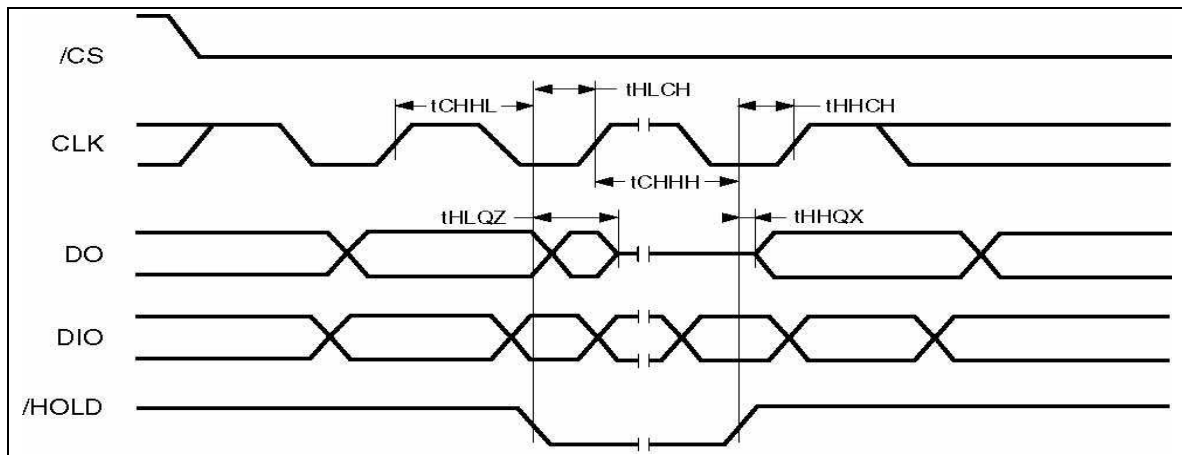 /CS
tHLCH
tHHCH
tCHHL
CLK
tCHHH
tHLQZ
tHHQX
DO
DIO
/HOLD